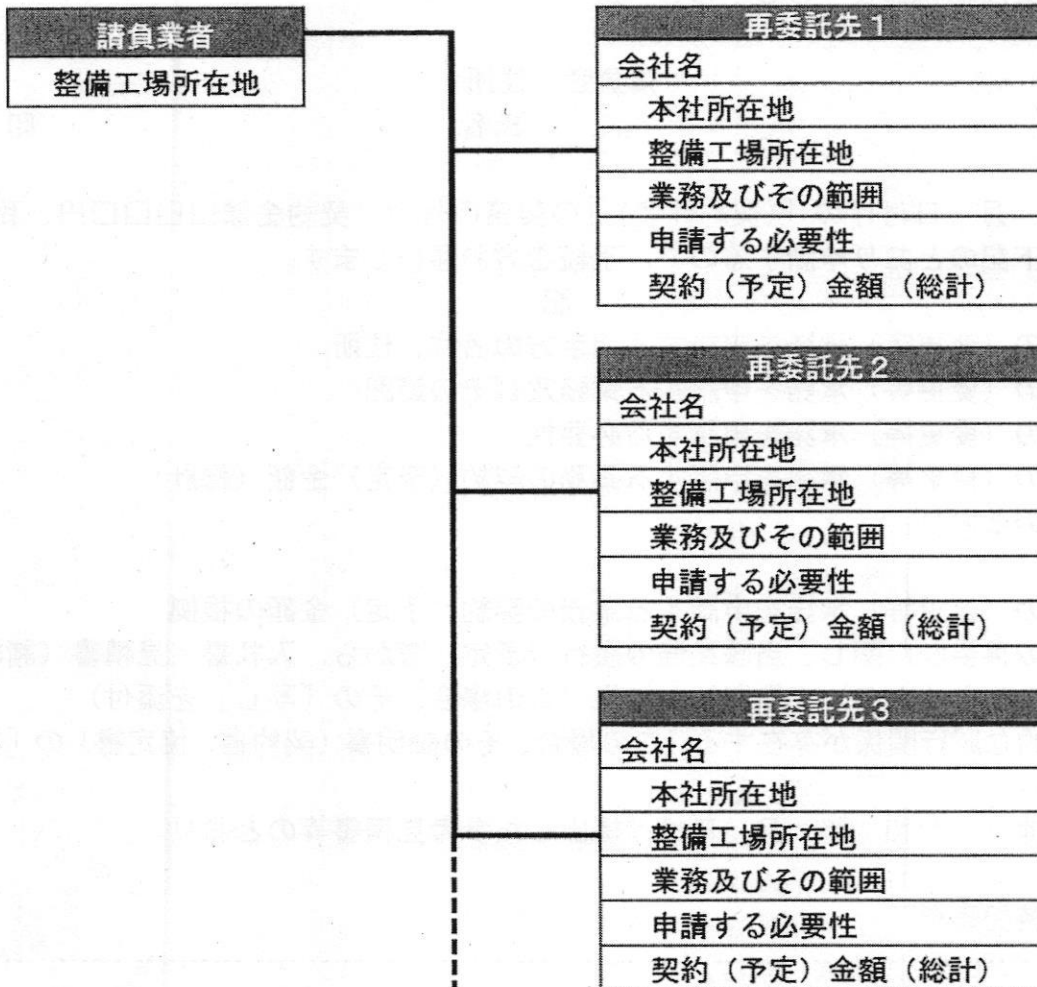 請負業者
整備工場所在地
再委託先1
会社名
本社所在地
整備工場所在地
業務及びその範囲
申請する必要性
契約（予定）金額（総計）
再委託先2
会社名
本社所在地
整備工場所在地
業務及びその範囲
申請する必要性
契約（予定）金額（総計）
再委託先3
会社名
本社所在地
整備工場所在地
業務及びその範囲
申請する必要性
契約（予定）金額（総計）